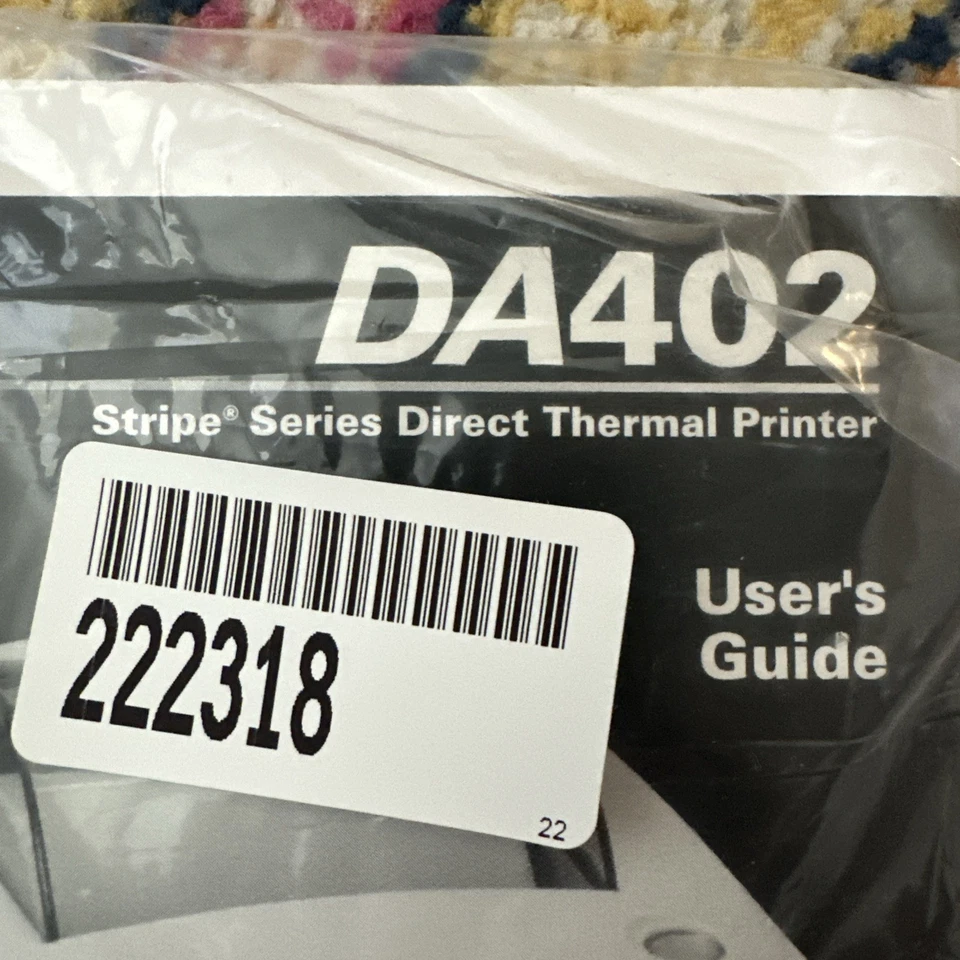 DA402
Stripe® Series Direct Thermal Printer
User's
Guide
222318
22